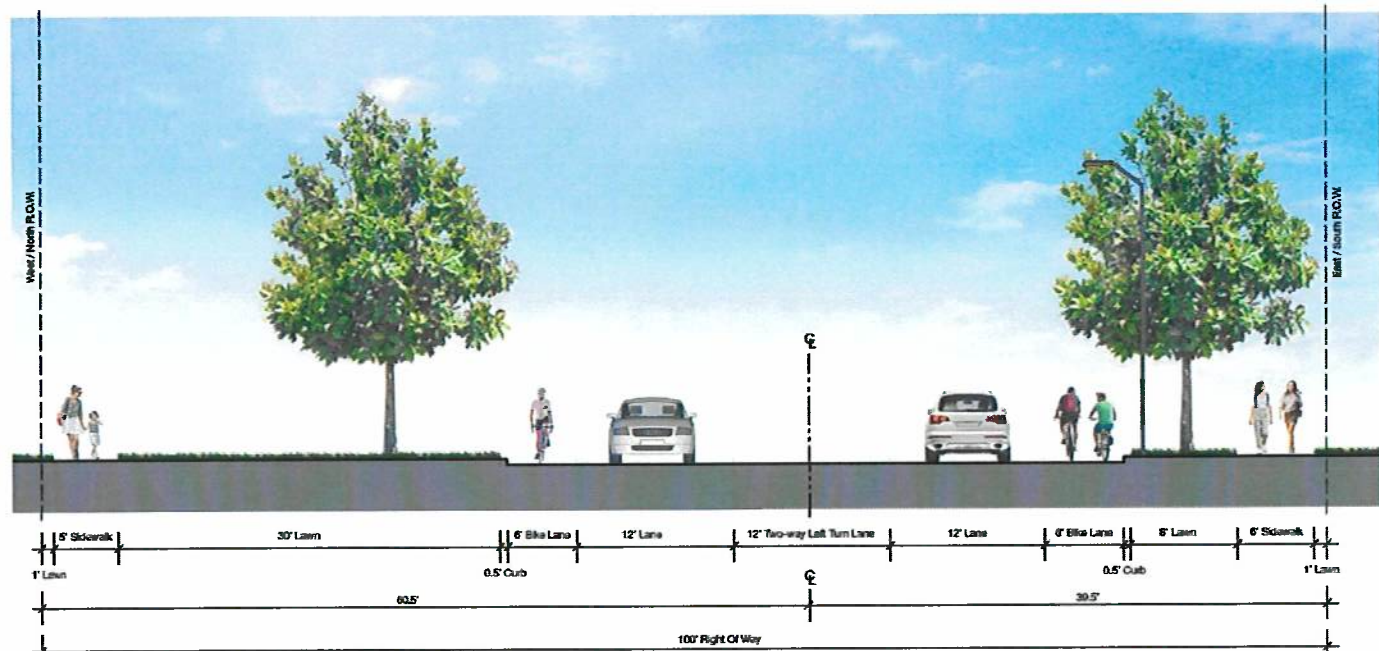 West / North R.O.W.
East / South R.O.W.
℄
5' Sidewalk
30' Lawn
6' Bike Lane
12' Lane
12' Two-way Left Turn Lane
12' Lane
6' Bike Lane
8' Lawn
6' Sidewalk
1' Lawn
0.5' Curb
℄
0.5' Curb
1' Lawn
60.5'
39.5'
100' Right Of Way